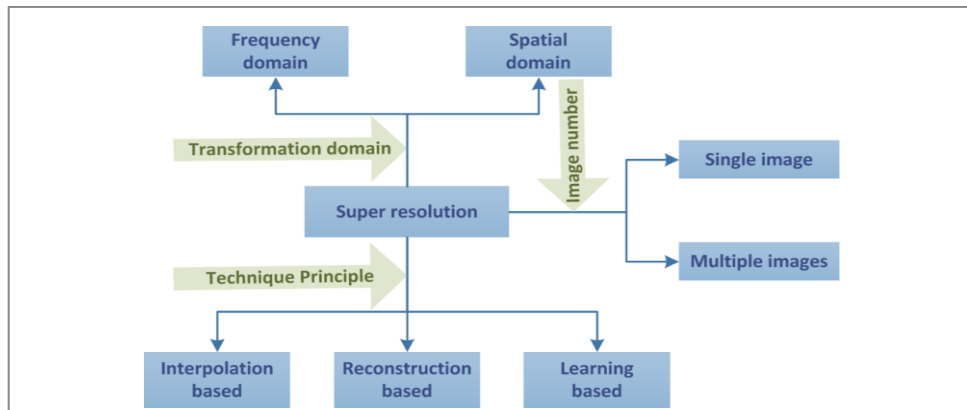 Frequency
domain
Spatial
domain
Transformation domain
Image number
Single image
Super resolution
Multiple images
Technique Principle
Interpolation
based
Reconstruction
based
Learning
based